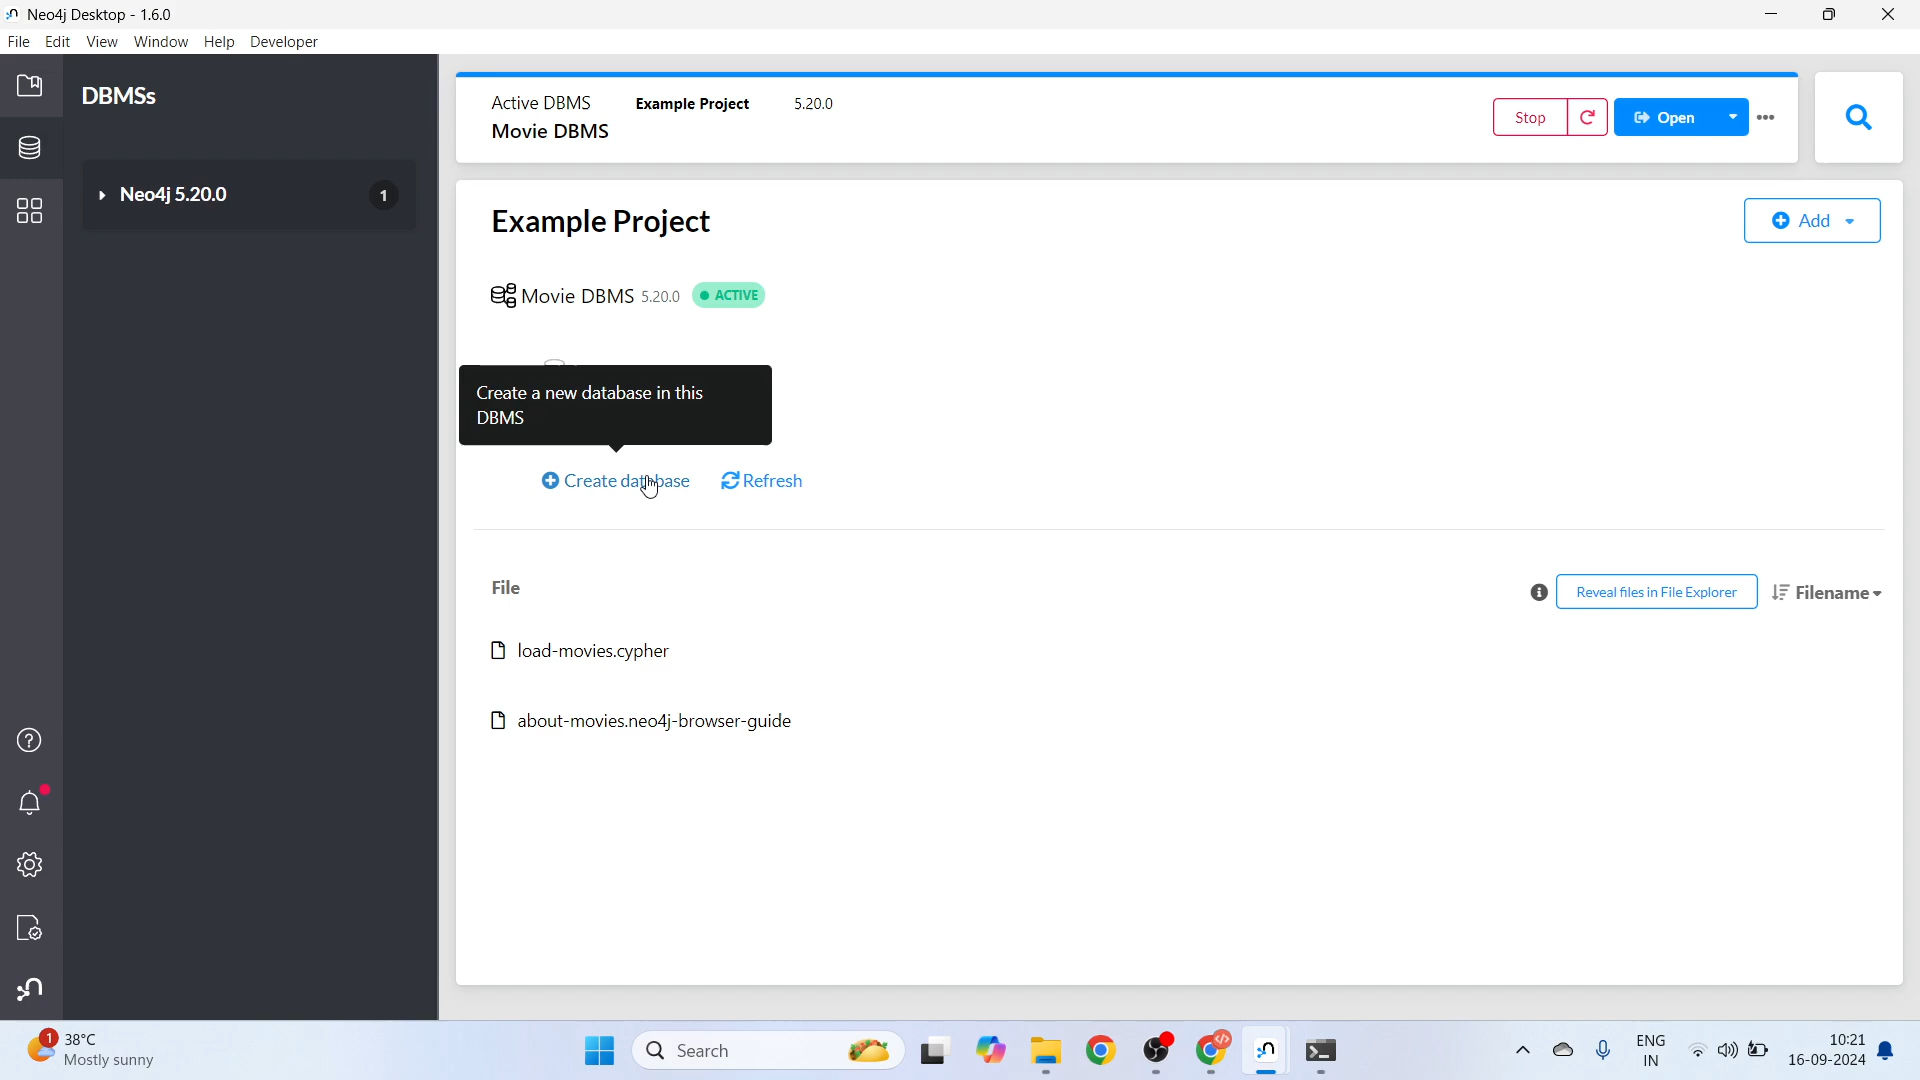 Neo4j Desktop - 1.6.0
File Edit View Window Help Developer
DBMSs
Neo4j 5.20.0 1
Active DBMS Example Project 5.20.0
Movie DBMS
Stop Open
Example Project
Add
Movie DBMS 5.20.0 ACTIVE
Create a new database in this
DBMS
Create database Refresh
File
Reveal files in File Explorer Filename
load-movies.cypher
about-movies.neo4j-browser-guide
1 38°C
Mostly sunny
Search
ENG
IN
10:21
16-09-2024